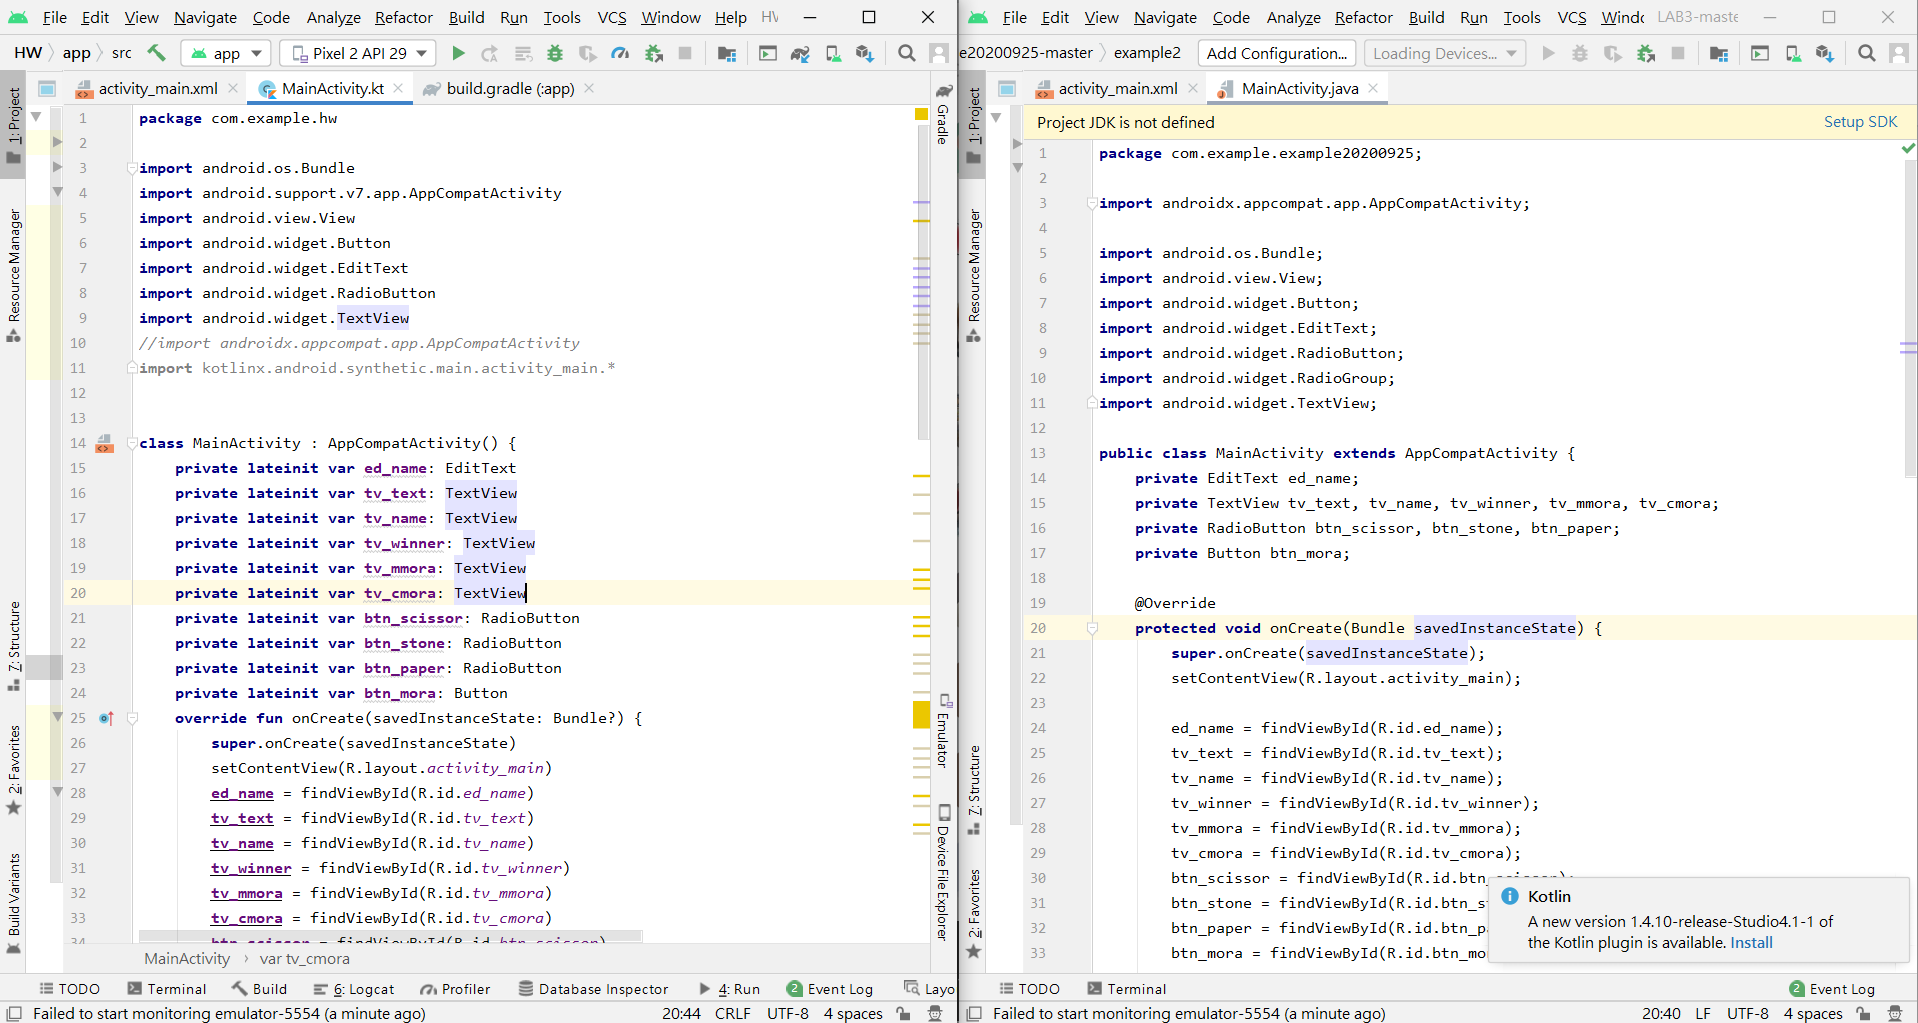 File Edit View Navigate Code Analyze Refactor Build Run Tools VCS Window Help
HW app src app Pixel 2 API 29
activity_main.xml MainActivity.kt build.gradle (:app)
1: Project
Resource Manager
7: Structure
2: Favorites
Build Variants
1 package com.example.hw
2
3 import android.os.Bundle
4 import android.support.v7.app.AppCompatActivity
5 import android.view.View
6 import android.widget.Button
7 import android.widget.EditText
8 import android.widget.RadioButton
9 import android.widget.TextView
10 //import androidx.appcompat.app.AppCompatActivity
11 import kotlinx.android.synthetic.main.activity_main.*
12
13
14 class MainActivity : AppCompatActivity() {
15 private lateinit var ed_name: EditText
16 private lateinit var tv_text: TextView
17 private lateinit var tv_name: TextView
18 private lateinit var tv_winner: TextView
19 private lateinit var tv_mmora: TextView
20 private lateinit var tv_cmora: TextView
21 private lateinit var btn_scissor: RadioButton
22 private lateinit var btn_stone: RadioButton
23 private lateinit var btn_paper: RadioButton
24 private lateinit var btn_mora: Button
25 override fun onCreate(savedInstanceState: Bundle?) {
26 super.onCreate(savedInstanceState)
27 setContentView(R.layout.activity_main)
28 ed_name = findViewById(R.id.ed_name)
29 tv_text = findViewById(R.id.tv_text)
30 tv_name = findViewById(R.id.tv_name)
31 tv_winner = findViewById(R.id.tv_winner)
32 tv_mmora = findViewById(R.id.tv_mmora)
33 tv_cmora = findViewById(R.id.tv_cmora)
34 btn_scissor = findViewById(R.id.btn_scissor)
Gradle
Emulator
Device File Explorer
MainActivity var tv_cmora
TODO Terminal Build 6: Logcat Profiler Database Inspector 4: Run 2 Event Log Layo
Failed to start monitoring emulator-5554 (a minute ago) 20:44 CRLF UTF-8 4 spaces
File Edit View Navigate Code Analyze Refactor Build Run Tools VCS Windo LAB3-maste
e20200925-master example2 Add Configuration... Loading Devices...
activity_main.xml MainActivity.java
1: Project
Resource Manager
7: Structure
2: Favorites
Project JDK is not defined Setup SDK
1 package com.example.example20200925;
2
3 import androidx.appcompat.app.AppCompatActivity;
4
5 import android.os.Bundle;
6 import android.view.View;
7 import android.widget.Button;
8 import android.widget.EditText;
9 import android.widget.RadioButton;
10 import android.widget.RadioGroup;
11 import android.widget.TextView;
12
13 public class MainActivity extends AppCompatActivity {
14 private EditText ed_name;
15 private TextView tv_text, tv_name, tv_winner, tv_mmora, tv_cmora;
16 private RadioButton btn_scissor, btn_stone, btn_paper;
17 private Button btn_mora;
18
19 @Override
20 protected void onCreate(Bundle savedInstanceState) {
21 super.onCreate(savedInstanceState);
22 setContentView(R.layout.activity_main);
23
24 ed_name = findViewById(R.id.ed_name);
25 tv_text = findViewById(R.id.tv_text);
26 tv_name = findViewById(R.id.tv_name);
27 tv_winner = findViewById(R.id.tv_winner);
28 tv_mmora = findViewById(R.id.tv_mmora);
29 tv_cmora = findViewById(R.id.tv_cmora);
30 btn_scissor = findViewById(R.id.btn_scissor);
31 btn_stone = findViewById(R.id.btn_s
32 btn_paper = findViewById(R.id.btn_p
33 btn_mora = findViewById(R.id.btn_mo
Kotlin
A new version 1.4.10-release-Studio4.1-1 of
the Kotlin plugin is available. Install
TODO Terminal 2 Event Log
Failed to start monitoring emulator-5554 (a minute ago) 20:40 LF UTF-8 4 spaces